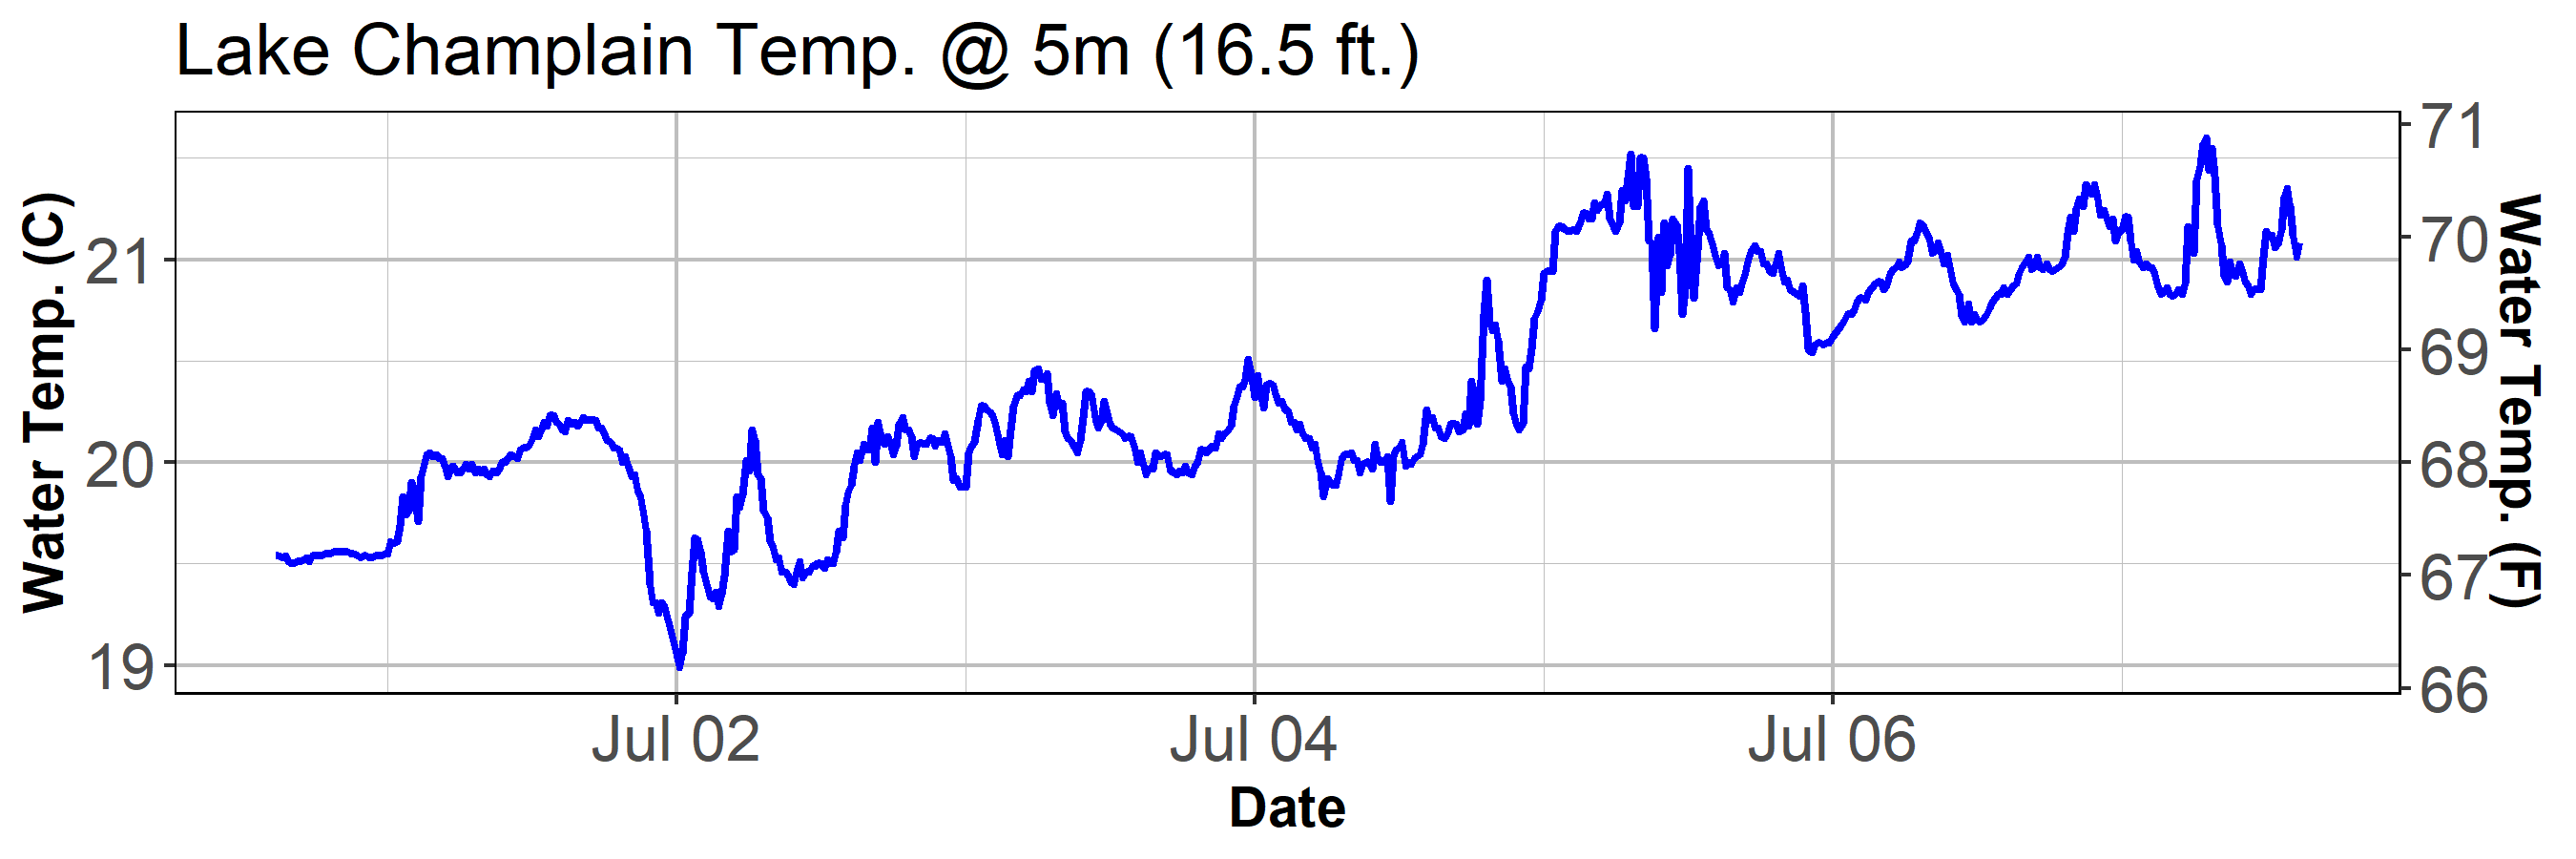 Lake Champlain Temp. @ 5m (16.5 ft.)
Water Temp. (C)
21
20
19
71
70
69
68
67
66
Water Temp. (F)
Jul 02
Jul 04
Jul 06
Date